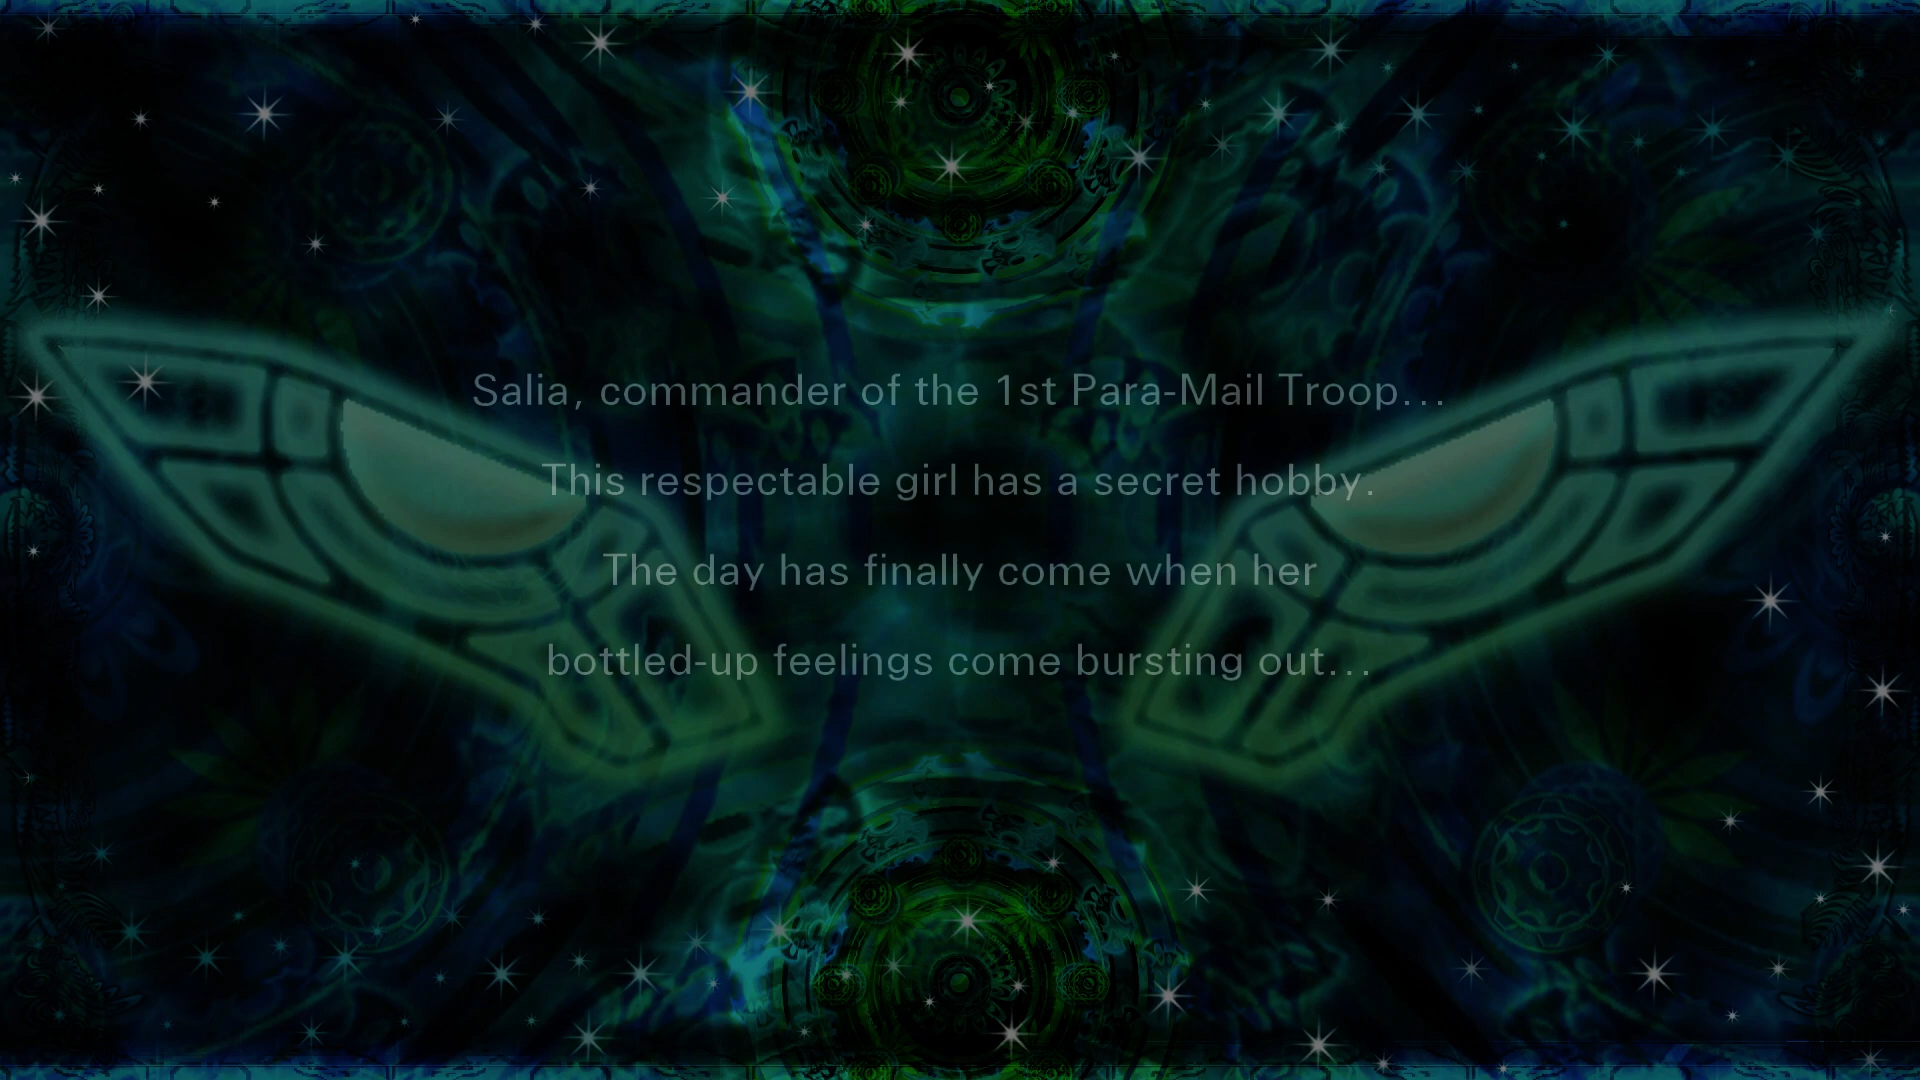 Salia, commander of the 1st Para-Mail Troop...
This respectable girl has a secret hobby.
The day has finally come when her
bottled-up feelings come bursting out...